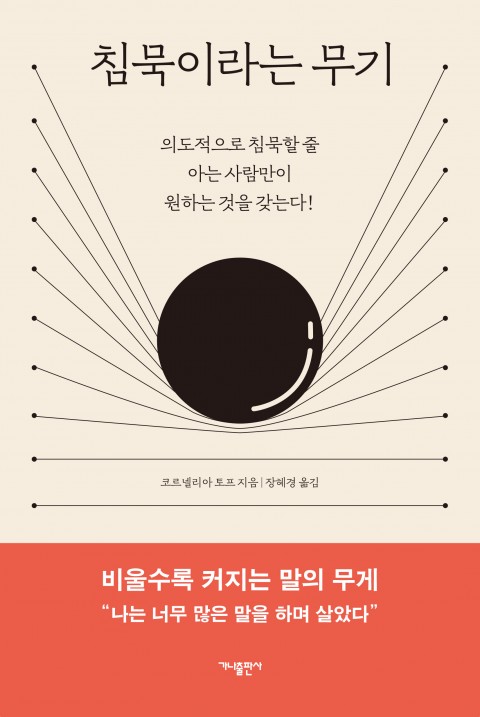 침묵이라는 무기
의도적으로 침묵할 줄
아는 사람만이
원하는 것을 갖는다!
코르넬리아 토프 지음 | 장혜경 옮김
비울수록 커지는 말의 무게
“나는 너무 많은 말을 하며 살았다”
가나출판사